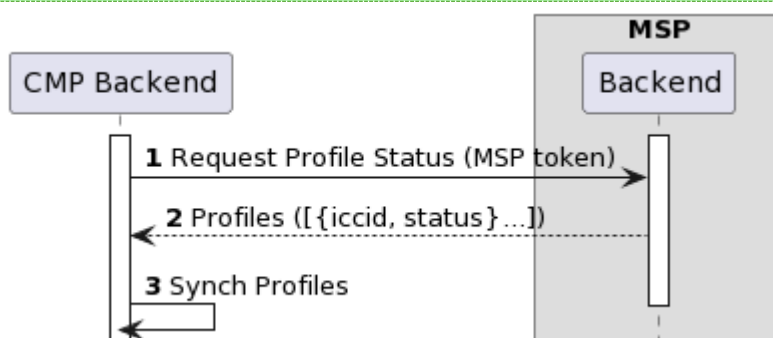 MSP
CMP Backend
Backend
1 Request Profile Status (MSP token)
2 Profiles ([{iccid, status}...])
3 Synch Profiles